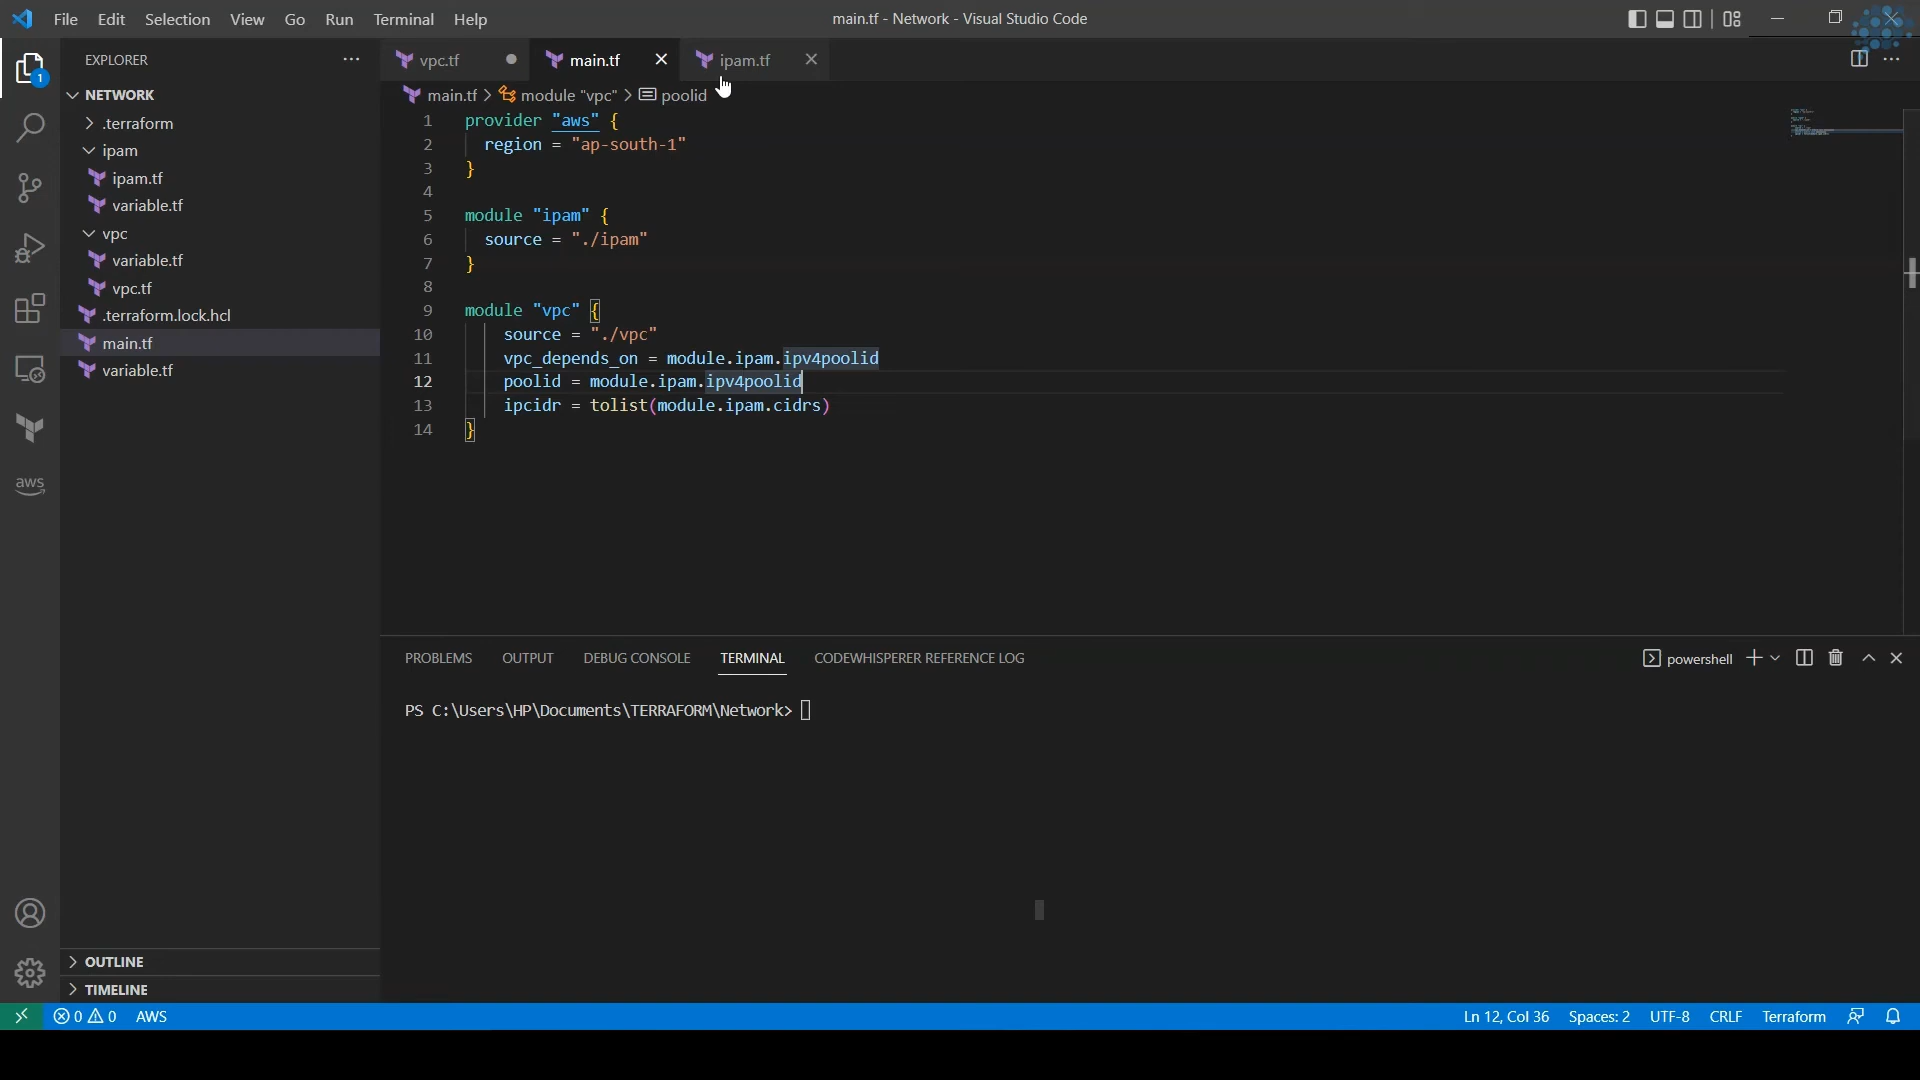 File Edit Selection View Go Run Terminal Help
main.tf - Network - Visual Studio Code
EXPLORER
vpc.tf
main.tf
ipam.tf
1
NETWORK
.terraform
ipam
ipam.tf
variable.tf
vpc
variable.tf
vpc.tf
.terraform.lock.hcl
main.tf
variable.tf
aws
OUTLINE
TIMELINE
main.tf > module "vpc" > poolid
1 provider "aws" {
2 region = "ap-south-1"
3 }
4
5 module "ipam" {
6 source = "./ipam"
7 }
8
9 module "vpc" {
10 source = "./vpc"
11 vpc_depends_on = module.ipam.ipv4poolid
12 poolid = module.ipam.ipv4poolid
13 ipcidr = tolist(module.ipam.cidrs)
14 }
PROBLEMS OUTPUT DEBUG CONSOLE TERMINAL CODEWHISPERER REFERENCE LOG
powershell
PS C:\Users\HP\Documents\TERRAFORM\Network>
0 0 AWS
Ln 12, Col 36 Spaces: 2 UTF-8 CRLF Terraform